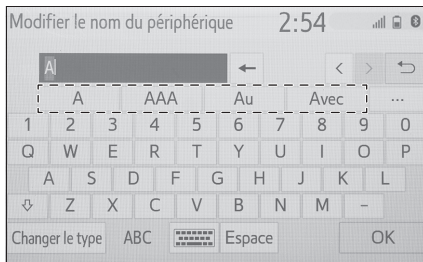 Modifier le nom du périphérique 2:54
A
A AAA Au Avec ...
1 2 3 4 5 6 7 8 9 0
Q W E R T Y U I O P
A S D F G H J K L
Z X C V B N M -
Changer le type ABC Espace OK